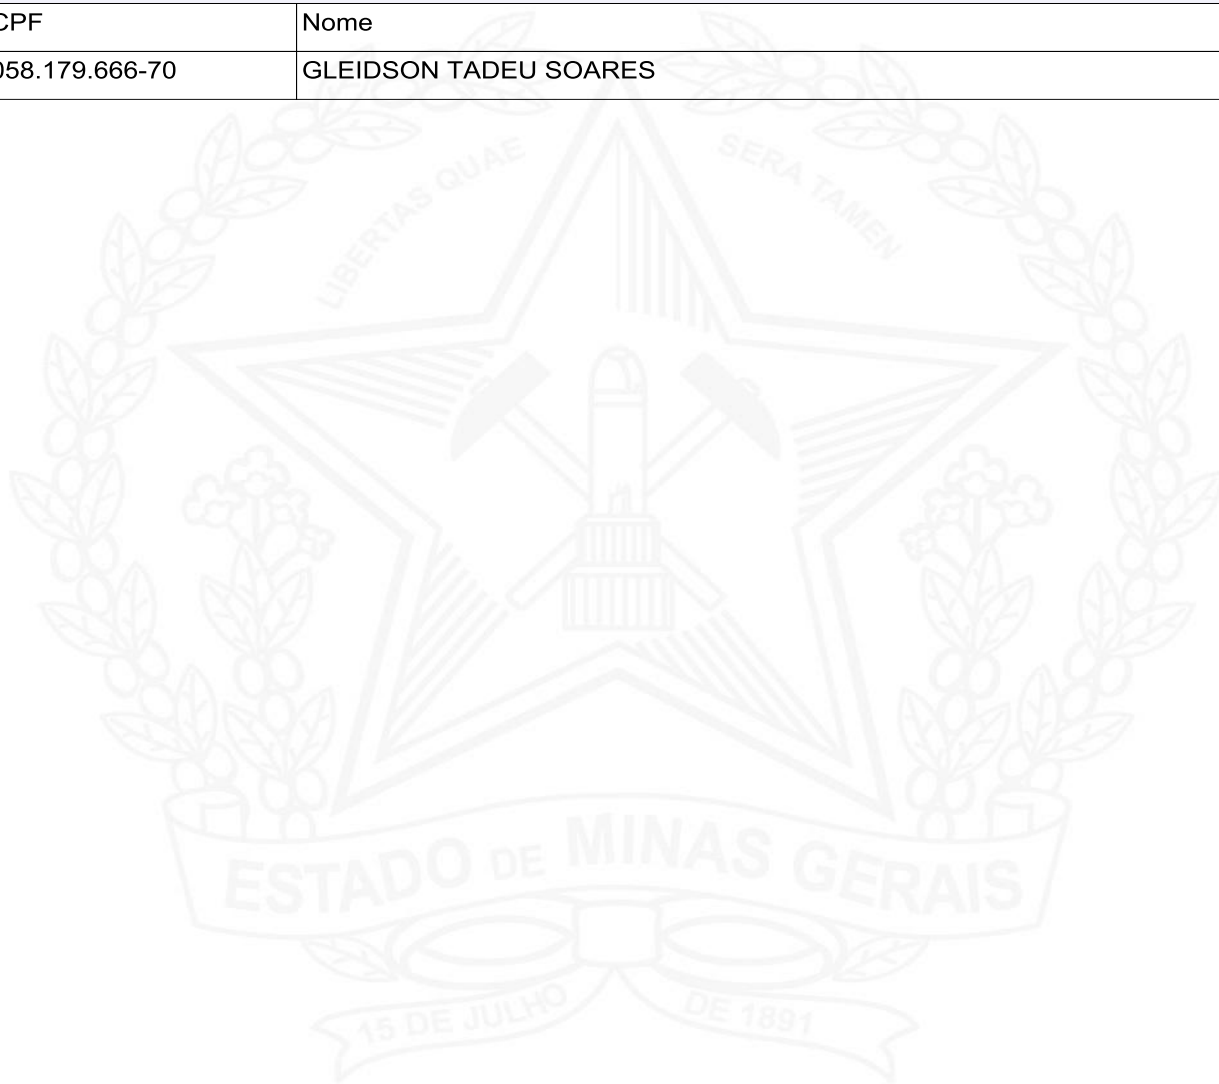 CPF Nome
058.179.666-70 GLEIDSON TADEU SOARES
LIBERTAS QUAE SERA TAMEN
ESTADO DE MINAS GERAIS
15 DE JULHO DE 1891